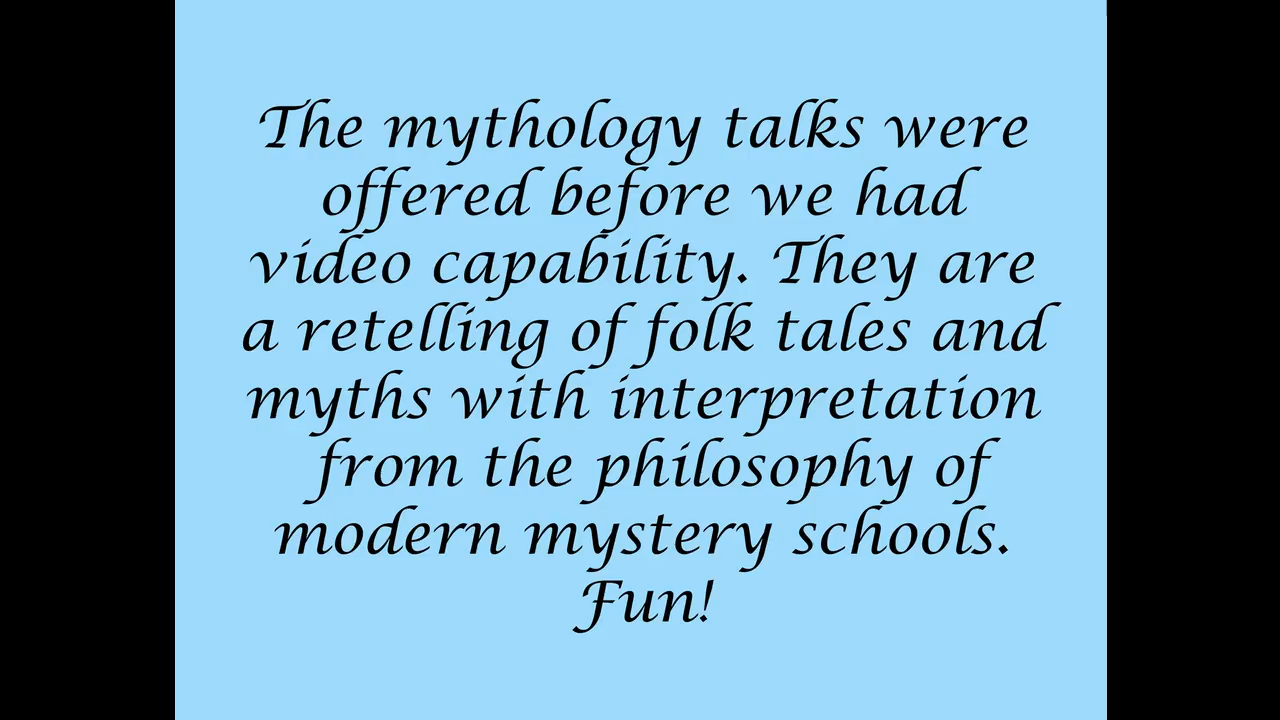 The mythology talks were
offered before we had
video capability. They are
a retelling of folk tales and
myths with interpretation
from the philosophy of
modern mystery schools.
Fun!